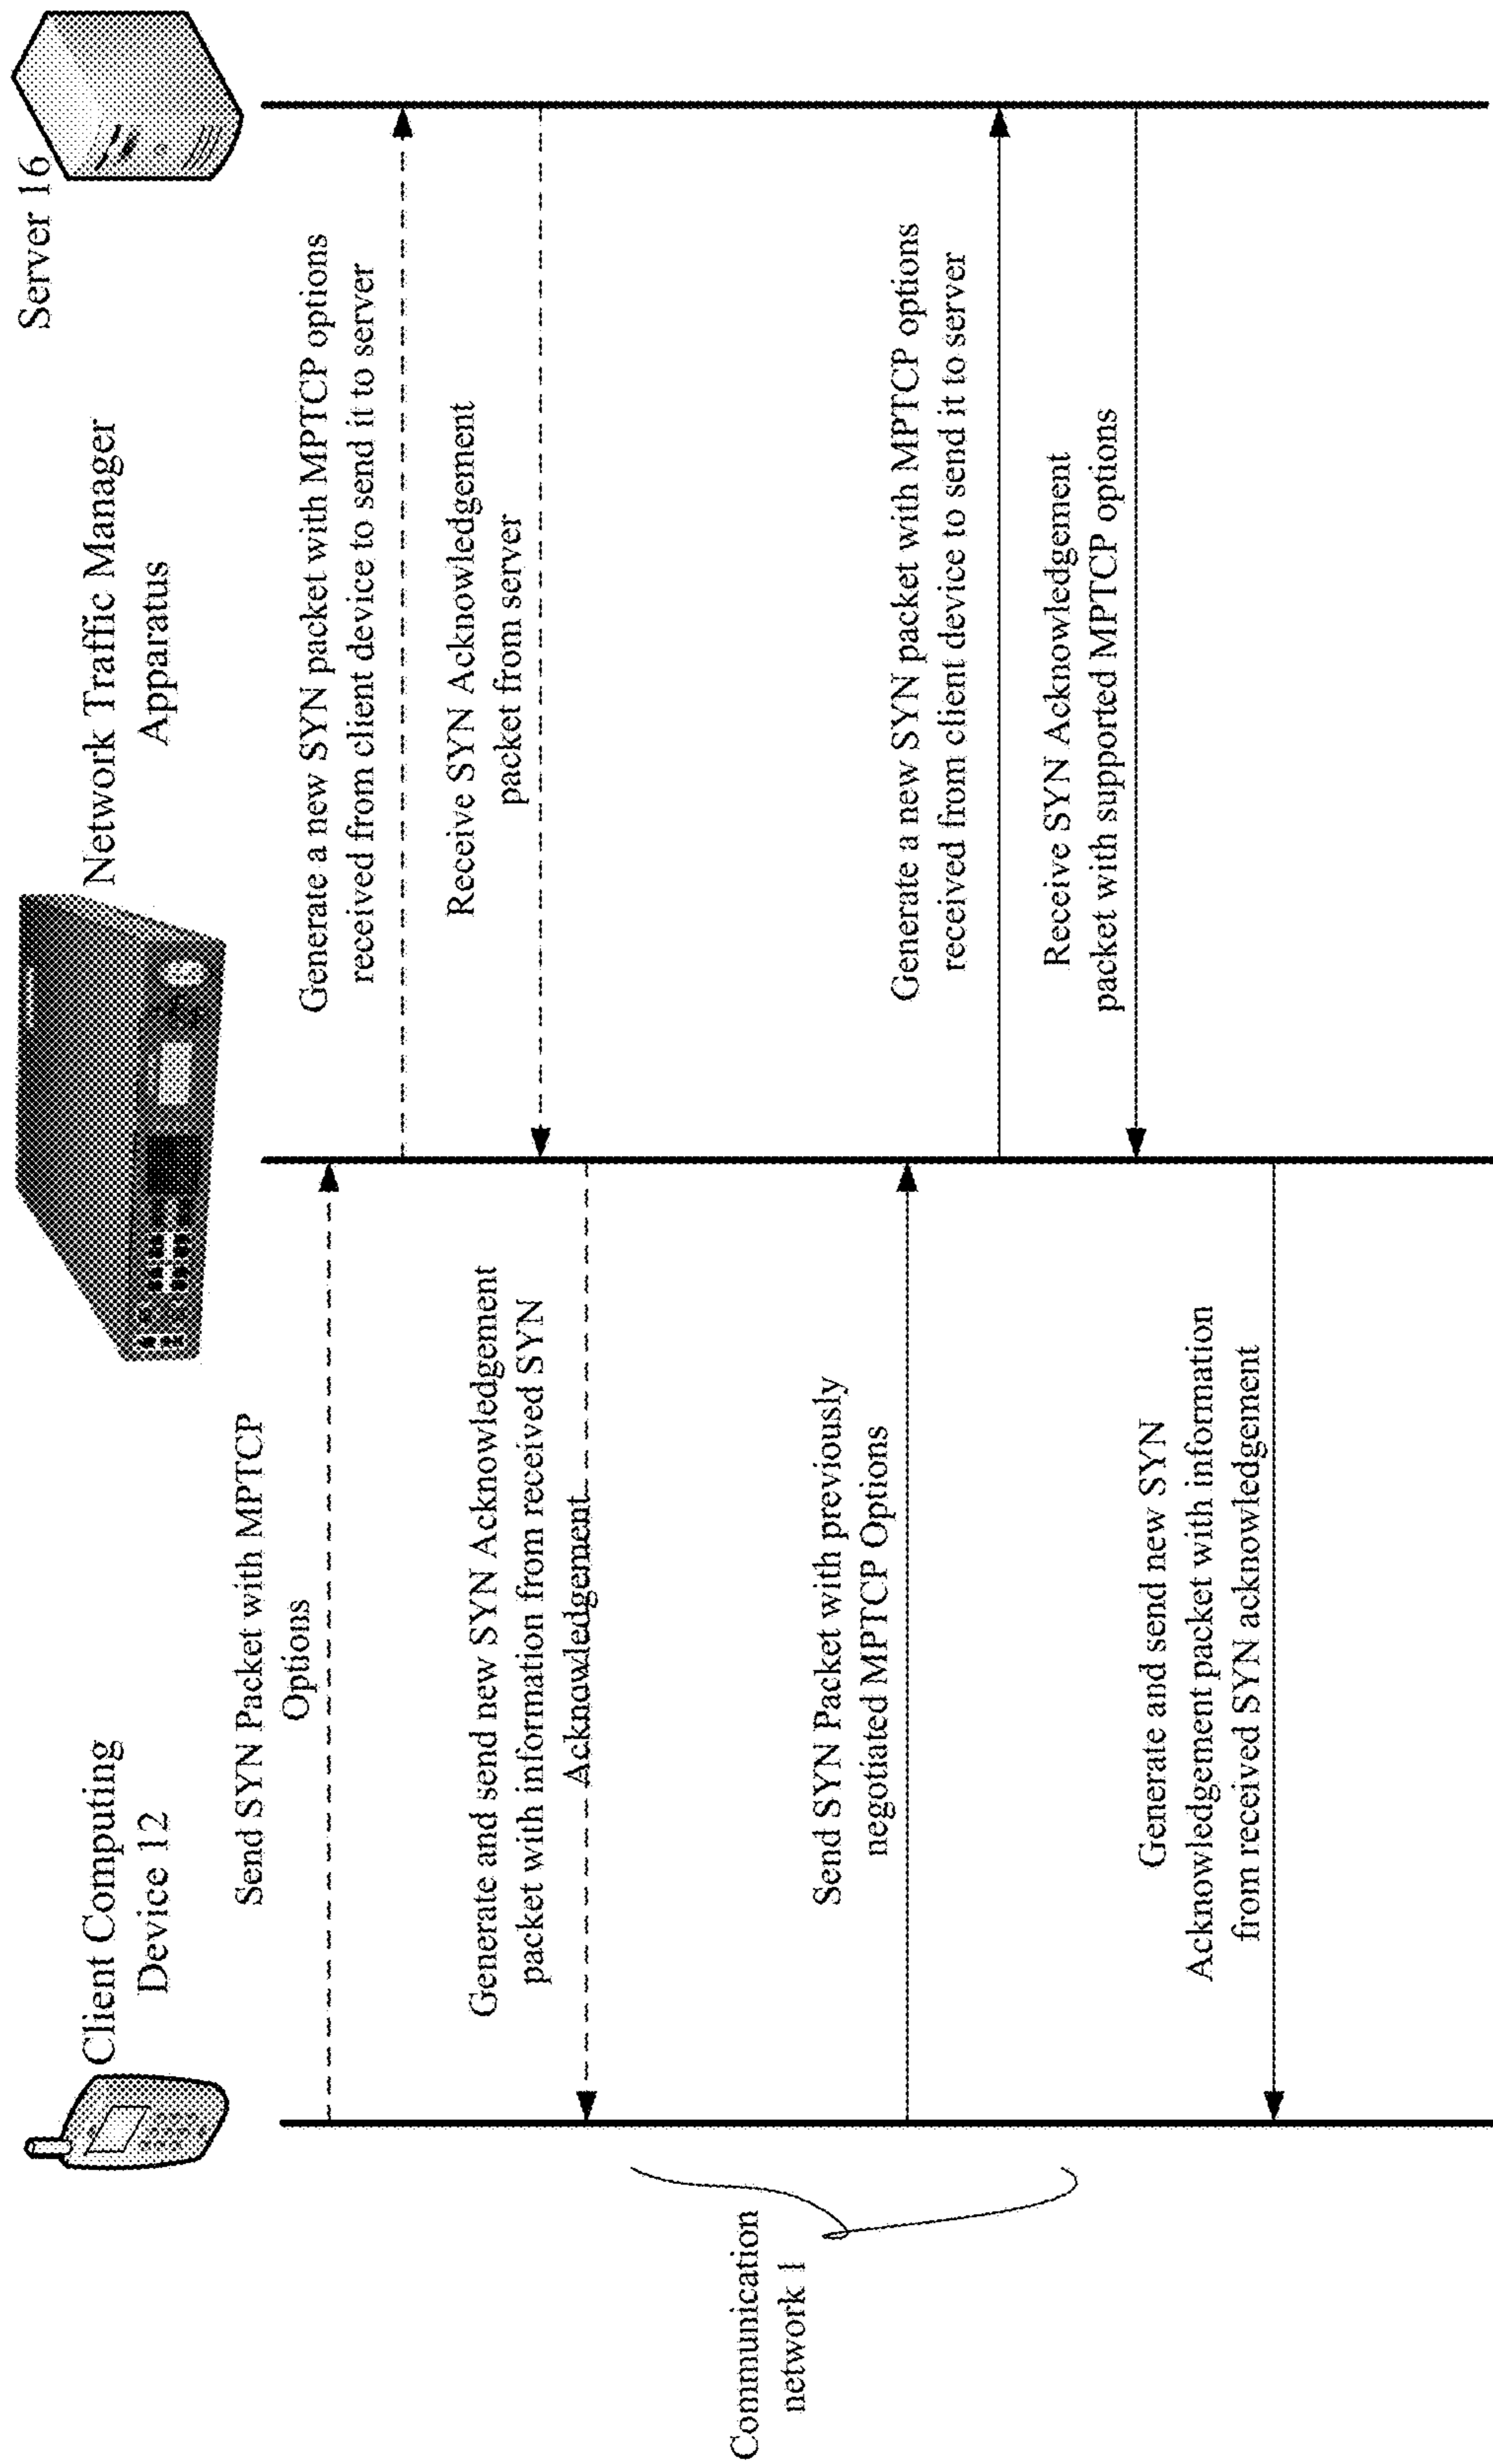 Client Computing
Device 12
Network Traffic Manager
Apparatus
Server 16
Send SYN Packet with MPTCP
Options
Generate a new SYN packet with MPTCP options
received from client device to send it to server
Receive SYN Acknowledgement
packet from server
Generate and send new SYN Acknowledgement
packet with information from received SYN
Acknowledgement
Communication
network 1
Send SYN Packet with previously
negotiated MPTCP Options
Generate a new SYN packet with MPTCP options
received from client device to send it to server
Receive SYN Acknowledgement
packet with supported MPTCP options
Generate and send new SYN
Acknowledgement packet with information
from received SYN acknowledgement